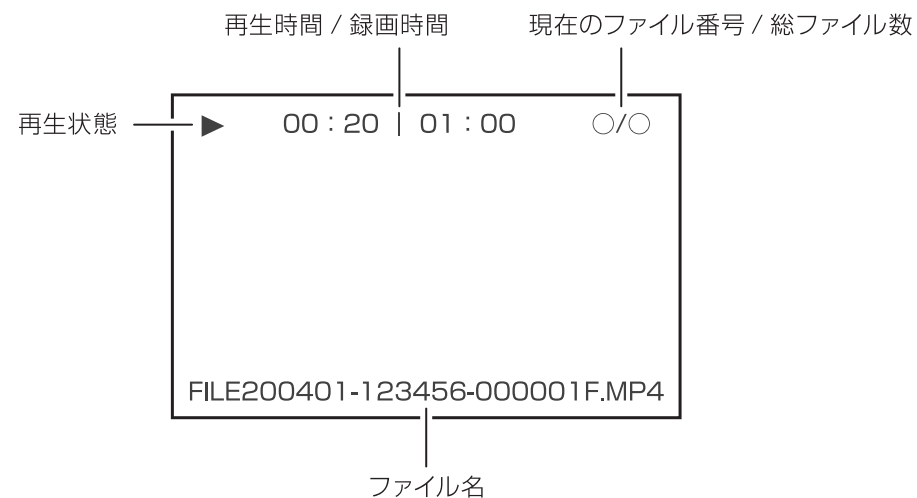 再生時間 / 録画時間
現在のファイル番号 / 総ファイル数
再生状態
▶ 00：20 | 01：00 ○/○
FILE200401-123456-000001F.MP4
ファイル名